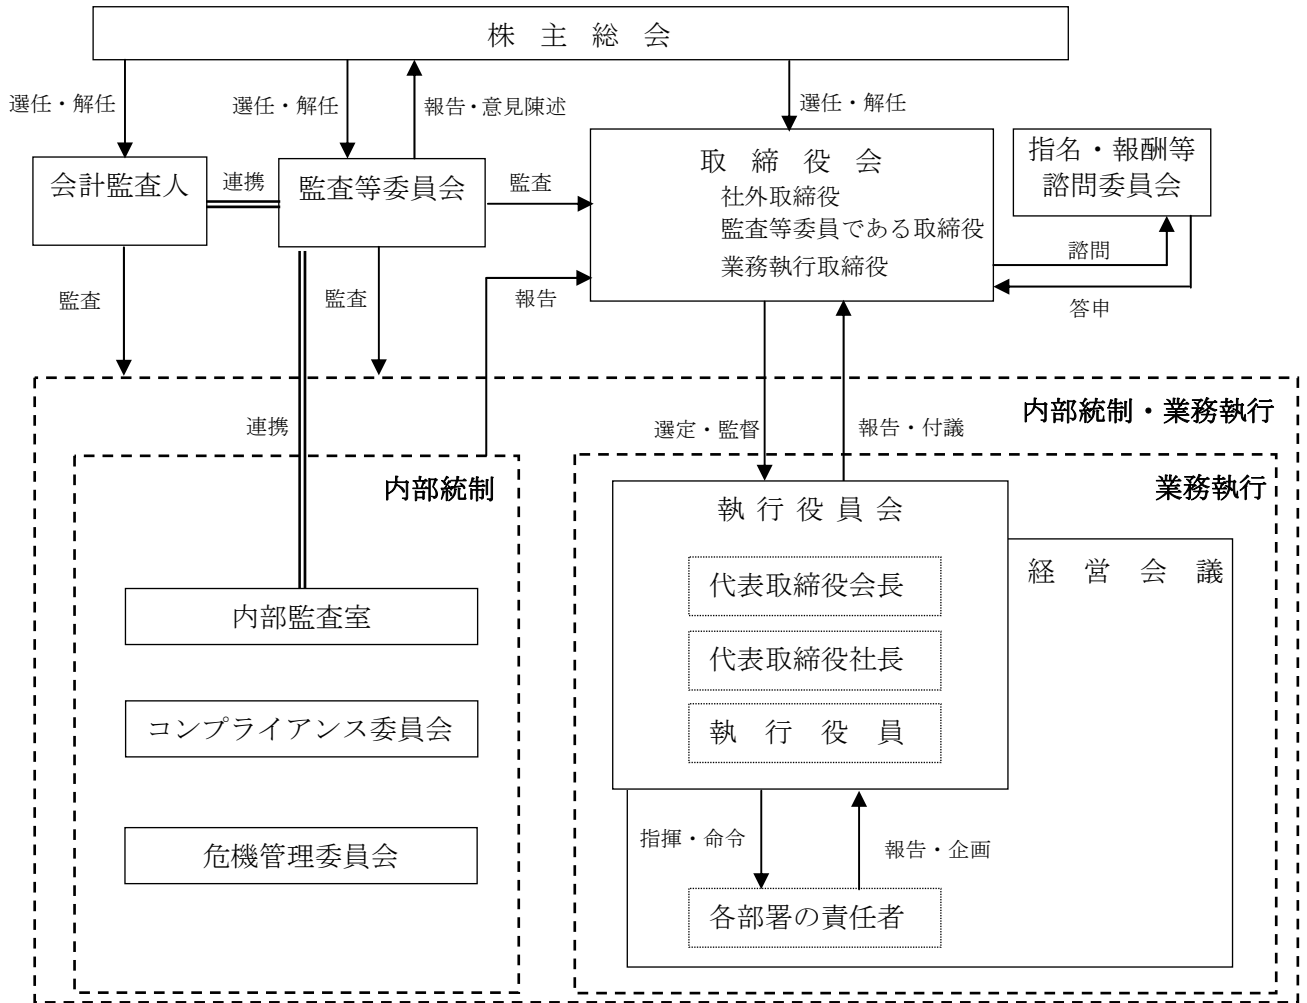 株 主 総 会
選任・解任
選任・解任
報告・意見陳述
選任・解任
会計監査人
連携
監査等委員会
監査
取 締 役 会
社外取締役
監査等委員である取締役
業務執行取締役
指名・報酬等
諮問委員会
諮問
答申
監査
監査
報告
内部統制・業務執行
連携
選定・監督
報告・付議
内部統制
業務執行
執 行 役 員 会
経 営 会 議
代表取締役会長
内部監査室
代表取締役社長
コンプライアンス委員会
執 行 役 員
危機管理委員会
指揮・命令
報告・企画
各部署の責任者